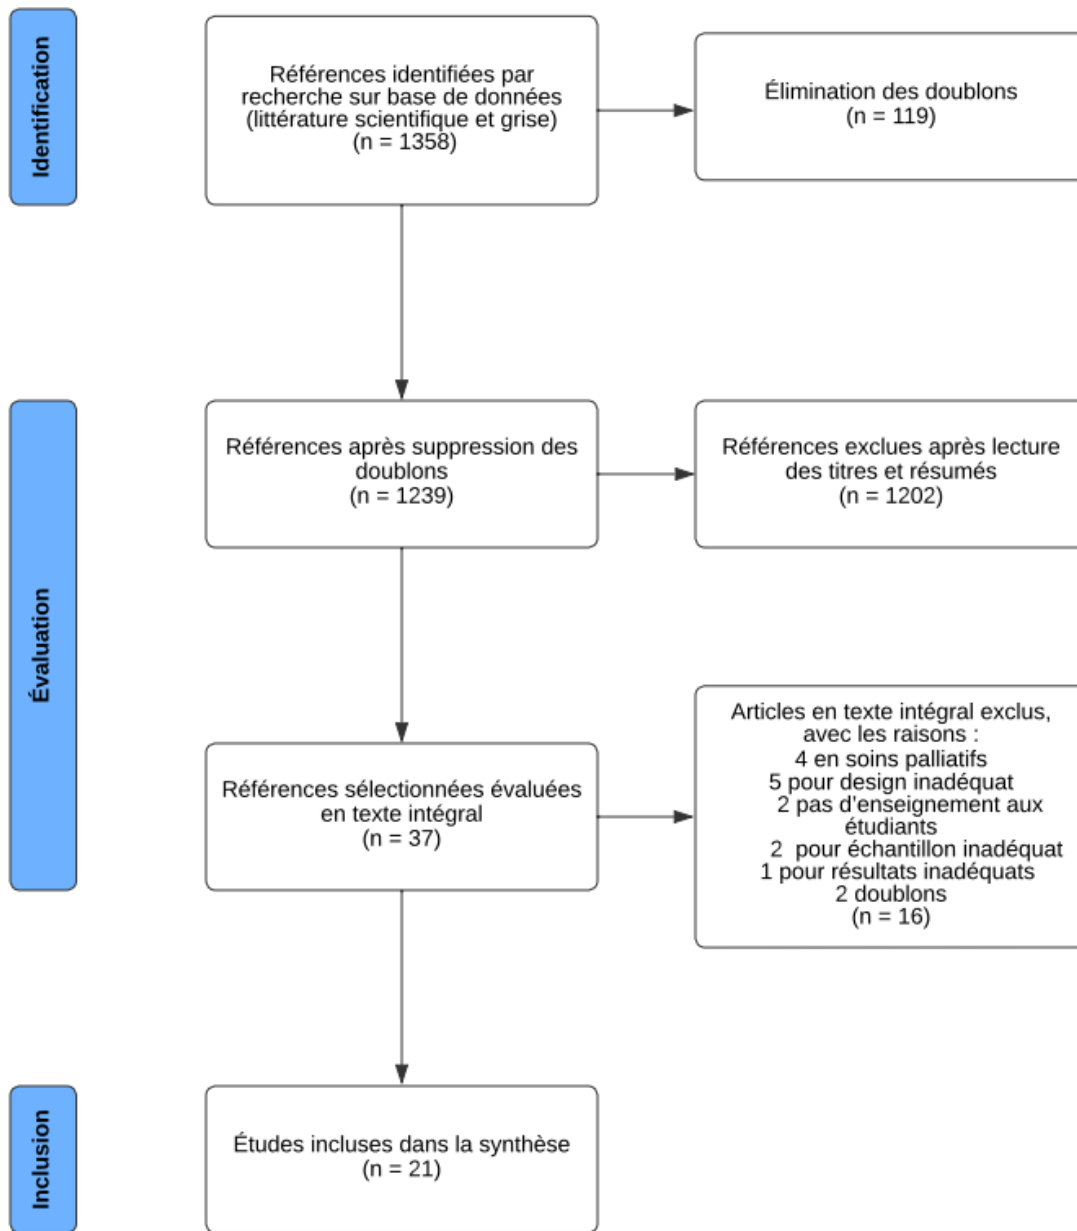 Identification
Références identifiées par
recherche sur base de données
(littérature scientifique et grise)
(n = 1358)
Élimination des doublons
(n = 119)
Évaluation
Références après suppression des
doublons
(n = 1239)
Références exclues après lecture
des titres et résumés
(n = 1202)
Références sélectionnées évaluées
en texte intégral
(n = 37)
Articles en texte intégral exclus,
avec les raisons :
4 en soins palliatifs
5 pour design inadéquat
2 pas d'enseignement aux
étudiants
2 pour échantillon inadéquat
1 pour résultats inadéquats
2 doublons
(n = 16)
Inclusion
Études incluses dans la synthèse
(n = 21)